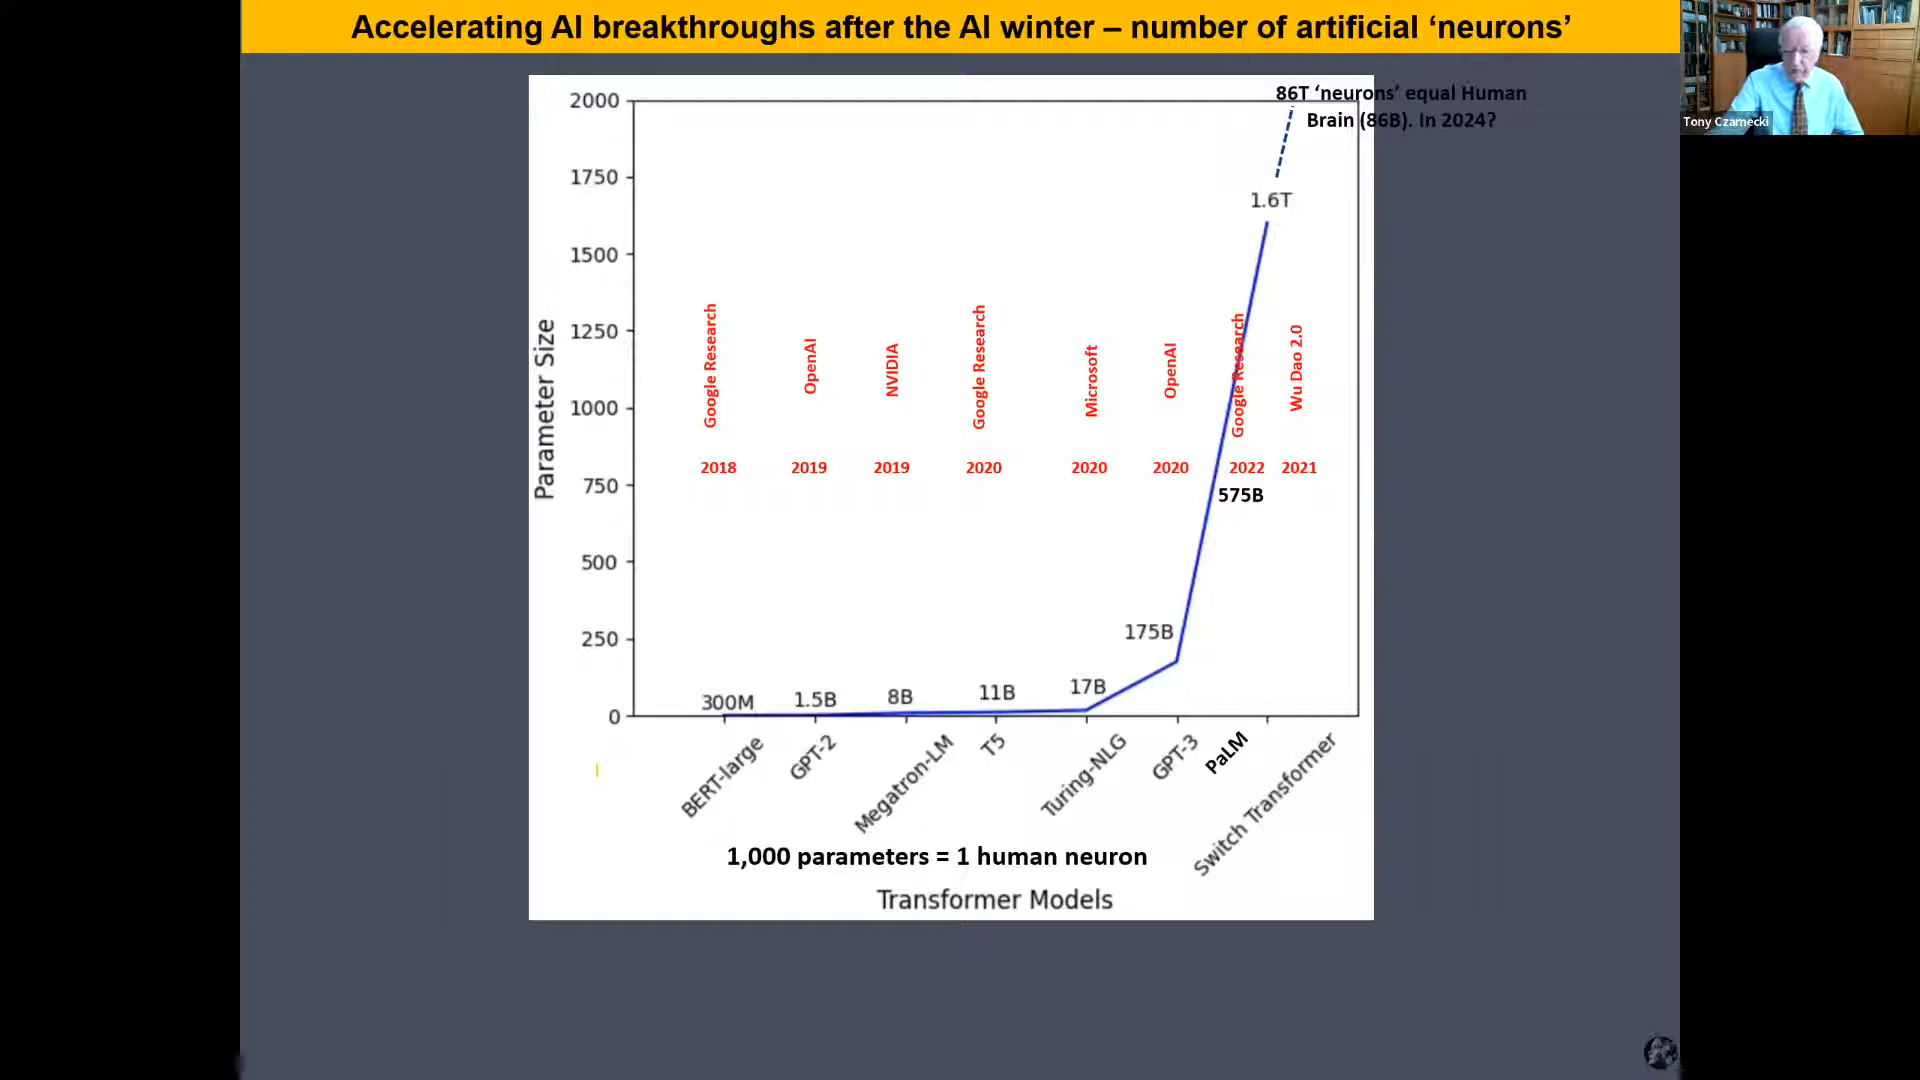 Accelerating AI breakthroughs after the AI winter – number of artificial ‘neurons’
Tony Czarnecki
86T ‘neurons’ equal Human
Brain (86B). In 2024?
2000
1750
1500
1250
1000
750
500
250
0
Parameter Size
1.6T
Google Research
OpenAI
NVIDIA
Google Research
Microsoft
OpenAI
Google Research
Wu Dao 2.0
2018
2019
2019
2020
2020
2020
2022
2021
575B
175B
300M
1.5B
8B
11B
17B
BERT-large
GPT-2
Megatron-LM
T5
Turing-NLG
GPT-3
PaLM
Switch Transformer
1,000 parameters = 1 human neuron
Transformer Models